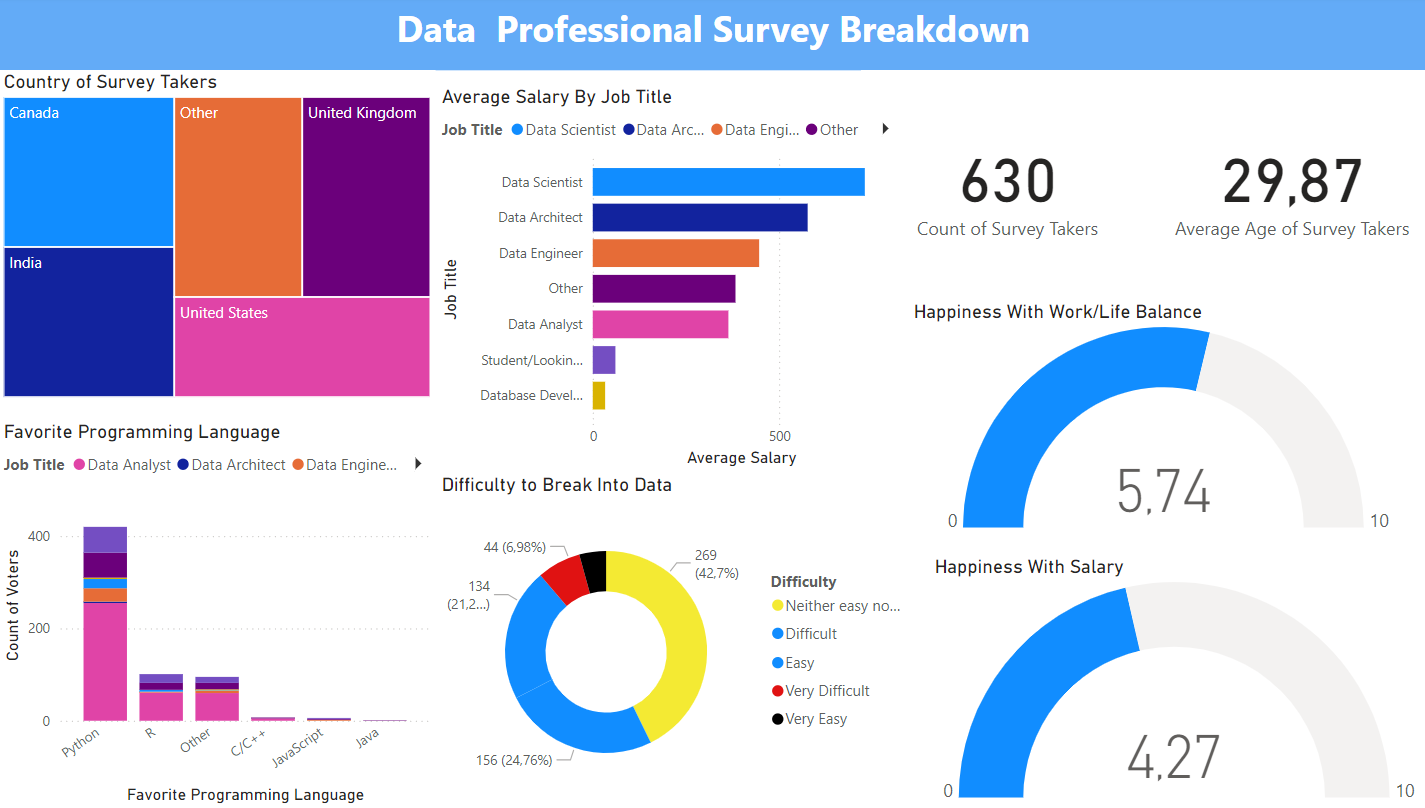 Data  Professional Survey Breakdown
Country of Survey Takers
Canada
Other
United Kingdom
India
United States
Average Salary By Job Title
Job Title Data Scientist Data Arc... Data Engi... Other
Job Title
Data Scientist
Data Architect
Data Engineer
Other
Data Analyst
Student/Lookin...
Database Devel...
0 500
Average Salary
630
Count of Survey Takers
29,87
Average Age of Survey Takers
Happiness With Work/Life Balance
5,74
0 10
Favorite Programming Language
Job Title Data Analyst Data Architect Data Engine...
Count of Voters
400
200
0
Python R Other C/C++ JavaScript Java
Favorite Programming Language
Difficulty to Break Into Data
44 (6,98%)
269
(42,7%)
134
(21,2...)
156 (24,76%)
Difficulty
Neither easy no...
Difficult
Easy
Very Difficult
Very Easy
Happiness With Salary
4,27
0 10